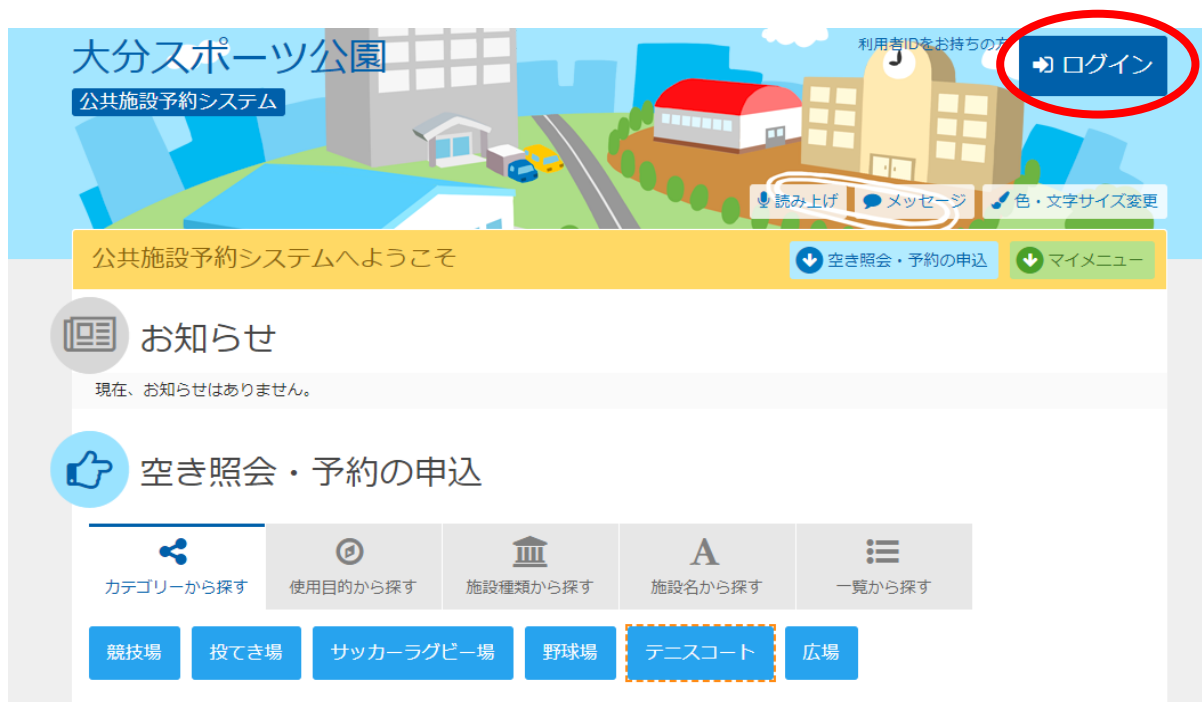 大分スポーツ公園
公共施設予約システム
利用者IDをお持ちの方
ログイン
読み上げ
メッセージ
色・文字サイズ変更
公共施設予約システムへようこそ
空き照会・予約の申込
マイメニュー
お知らせ
現在、お知らせはありません。
空き照会・予約の申込
カテゴリーから探す
使用目的から探す
施設種類から探す
A
施設名から探す
一覧から探す
競技場
投てき場
サッカーラグビー場
野球場
テニスコート
広場